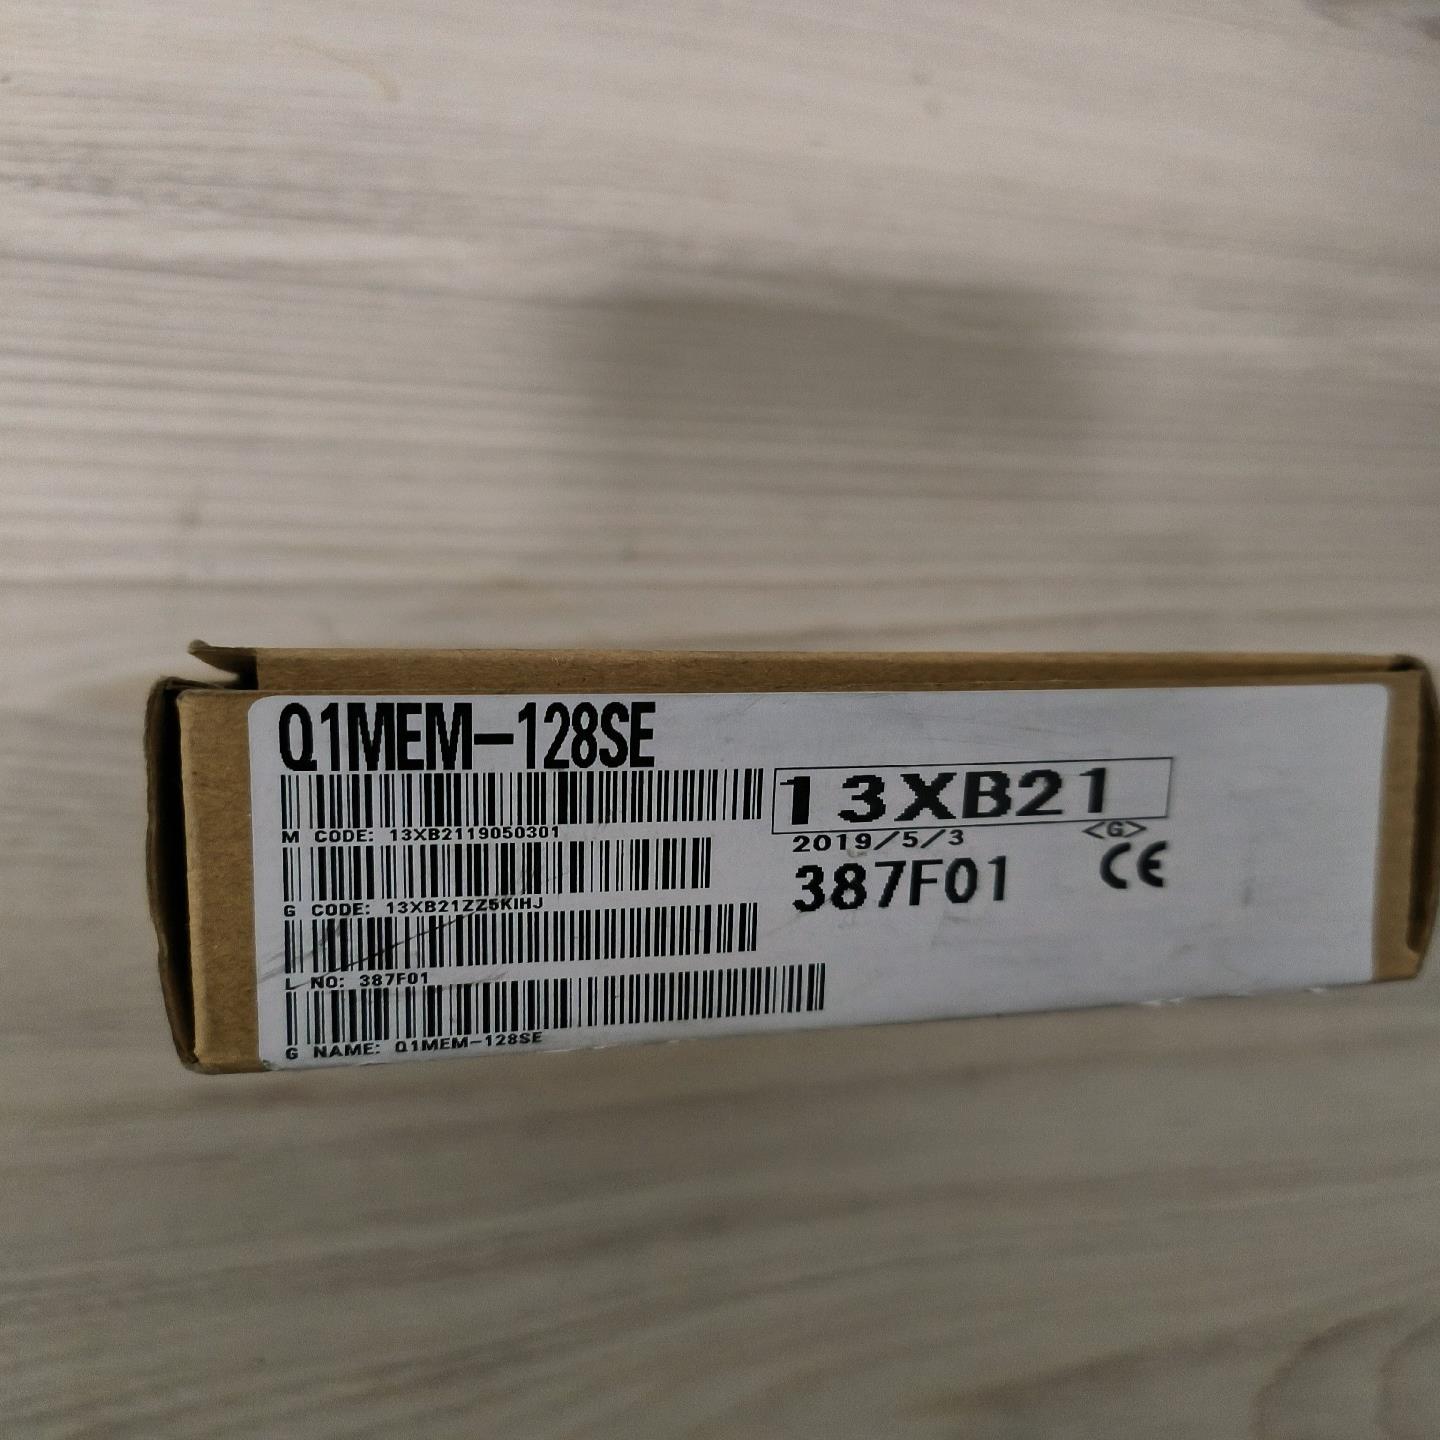 Q1MEM-128SE
13XB21
M CODE: 13XB2119050301
2019/5/3
<G>
387F01
CE
G CODE: 13XB21ZZ5KIHJ
L NO: 387F01
G NAME: Q1MEM-128SE